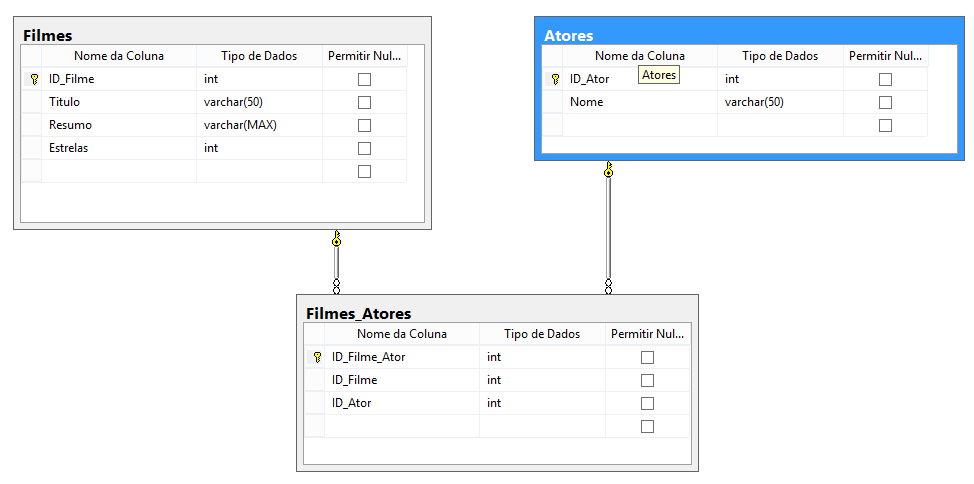 Filmes
Nome da Coluna Tipo de Dados Permitir Nul...
ID_Filme int
Titulo varchar(50)
Resumo varchar(MAX)
Estrelas int
Atores
Nome da Coluna Tipo de Dados Permitir Nul...
ID_Ator int
Atores
Nome varchar(50)
Filmes_Atores
Nome da Coluna Tipo de Dados Permitir Nul...
ID_Filme_Ator int
ID_Filme int
ID_Ator int